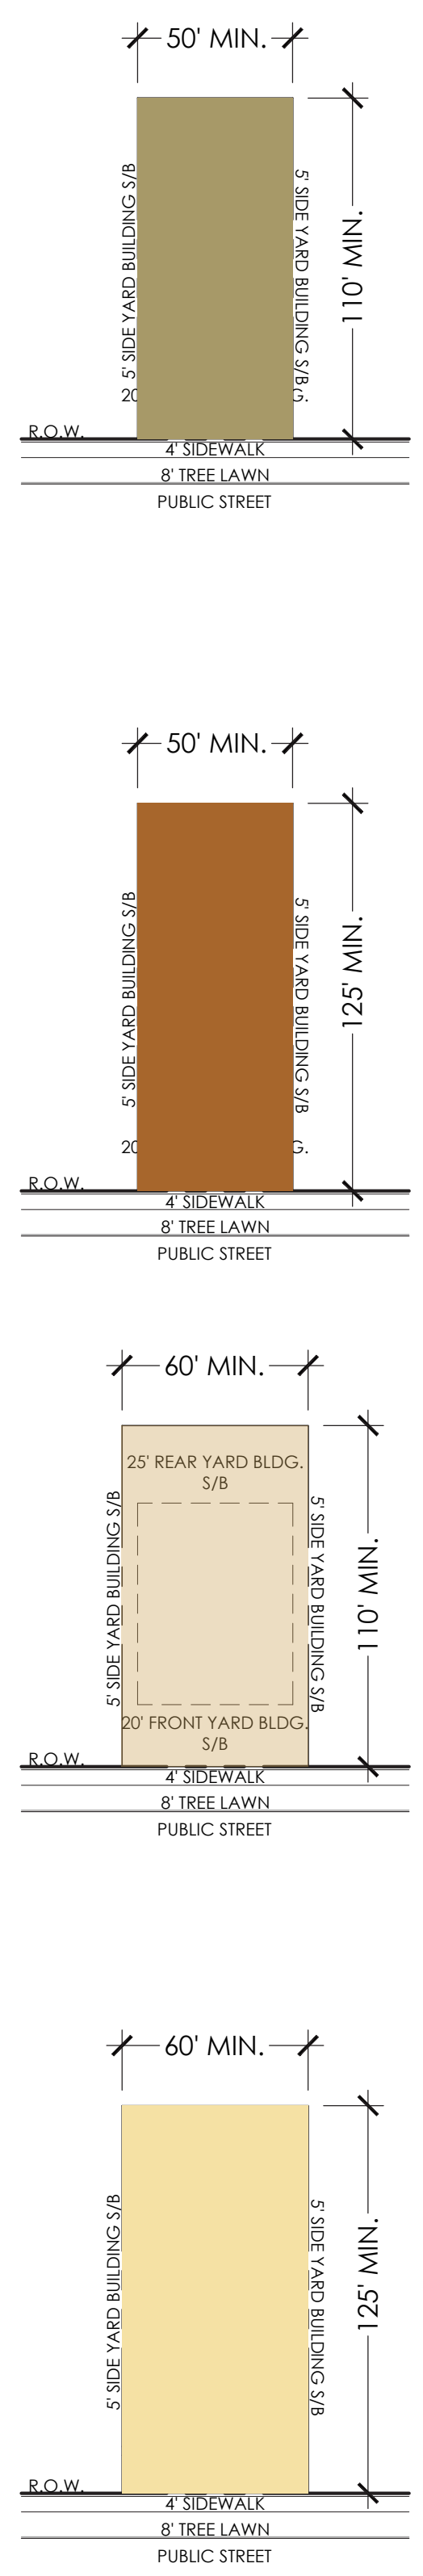 50' MIN.
5' SIDE YARD BUILDING S/B
5' SIDE YARD BUILDING S/B
110' MIN.
20
G.
R.O.W.
4' SIDEWALK
8' TREE LAWN
PUBLIC STREET
50' MIN.
5' SIDE YARD BUILDING S/B
5' SIDE YARD BUILDING S/B
125' MIN.
20
G.
R.O.W.
4' SIDEWALK
8' TREE LAWN
PUBLIC STREET
60' MIN.
25' REAR YARD BLDG.
S/B
5' SIDE YARD BUILDING S/B
5' SIDE YARD BUILDING S/B
110' MIN.
20' FRONT YARD BLDG.
S/B
R.O.W.
4' SIDEWALK
8' TREE LAWN
PUBLIC STREET
60' MIN.
5' SIDE YARD BUILDING S/B
5' SIDE YARD BUILDING S/B
125' MIN.
R.O.W.
4' SIDEWALK
8' TREE LAWN
PUBLIC STREET